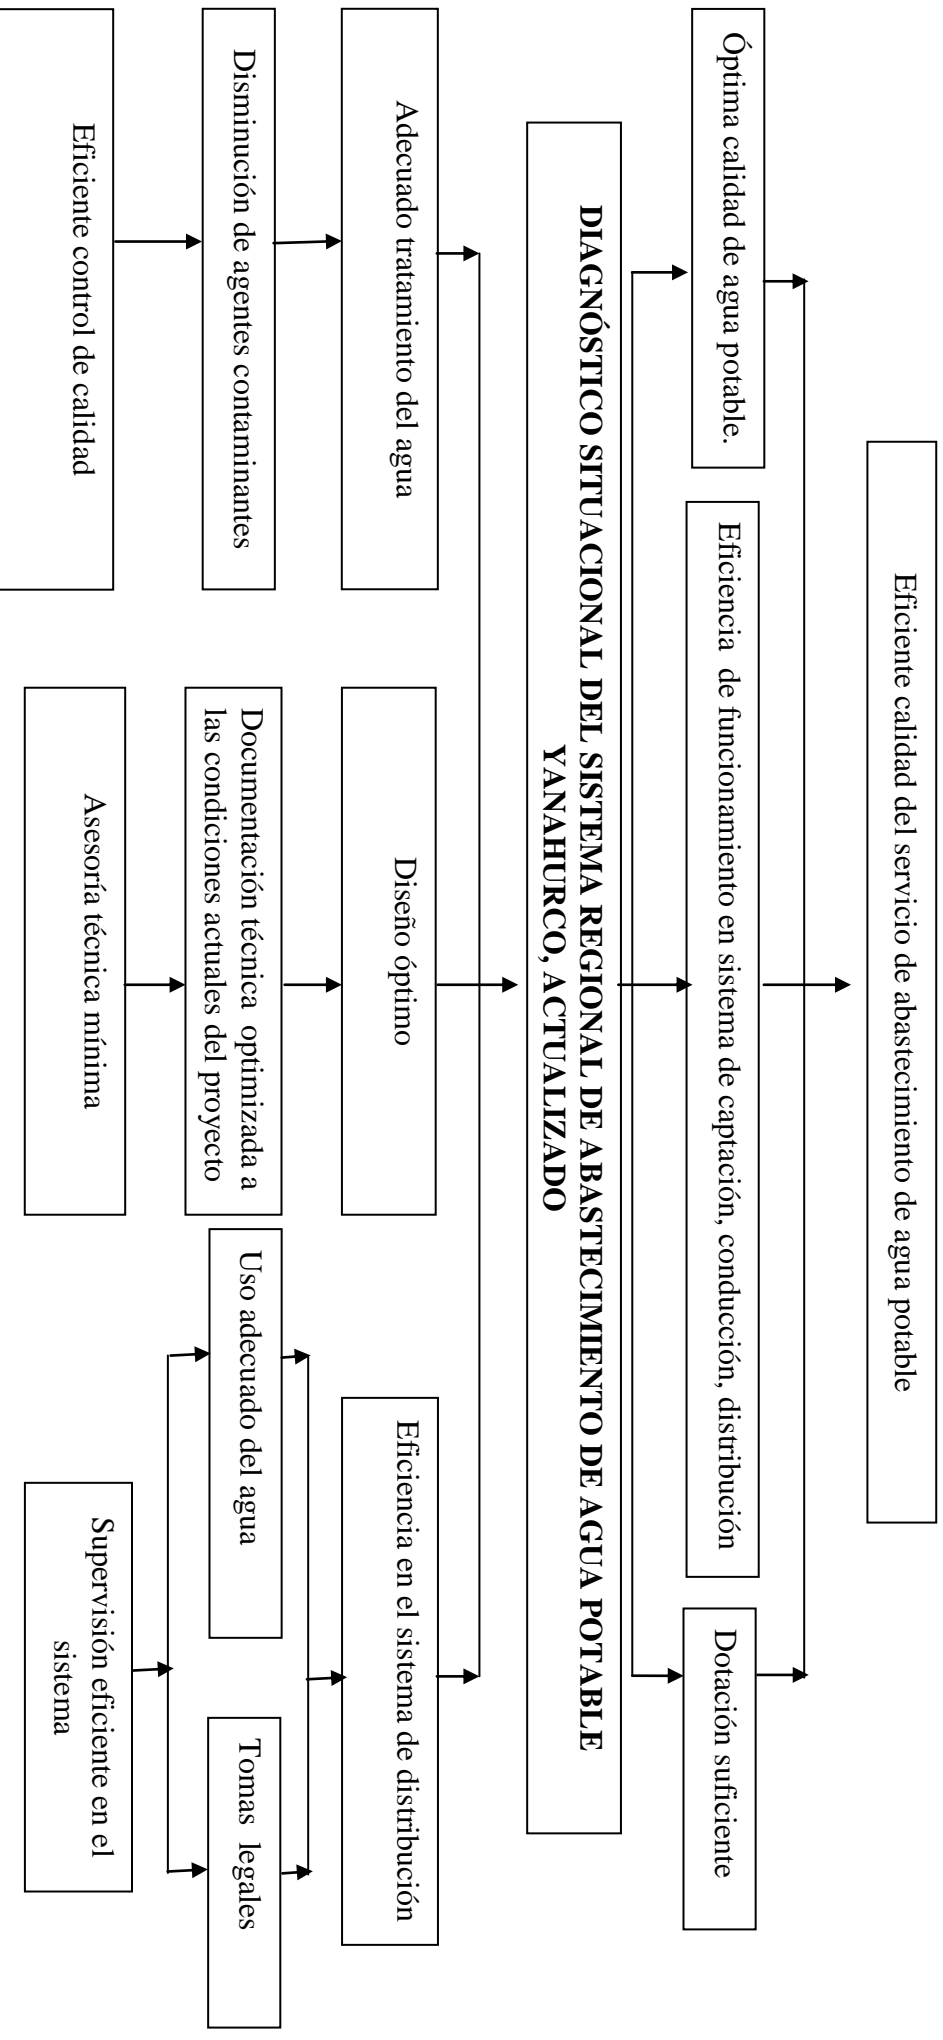 Eficiente calidad del servicio de abastecimiento de agua potable
Óptima calidad de agua potable.
Eficiencia de funcionamiento en sistema de captación, conducción, distribución
Dotación suficiente
DIAGNÓSTICO SITUACIONAL DEL SISTEMA REGIONAL DE ABASTECIMIENTO DE AGUA POTABLE
YANAHURCO, ACTUALIZADO
Adecuado tratamiento del agua
Diseño óptimo
Eficiencia en el sistema de distribución
Disminución de agentes contaminantes
Documentación técnica optimizada a
las condiciones actuales del proyecto
Uso adecuado del agua
Tomas legales
Eficiente control de calidad
Asesoría técnica mínima
Supervisión eficiente en el
sistema